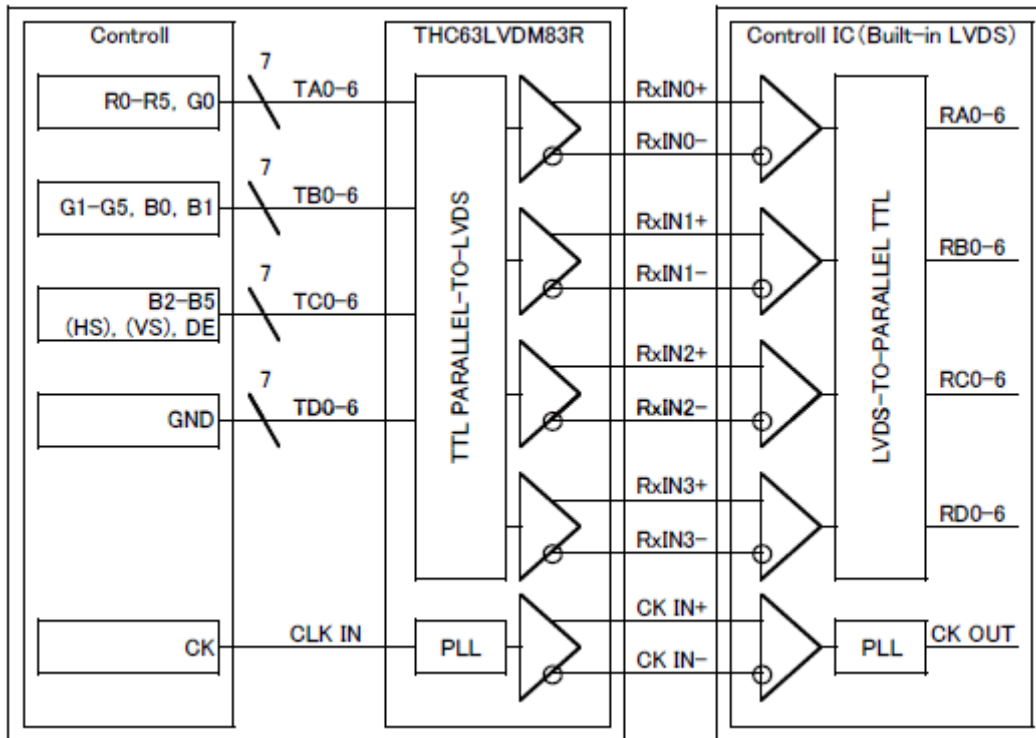 Controll
THC63LVDM83R
Controll IC(Built-in LVDS)
R0-R5, G0
7
TA0-6
G1-G5, B0, B1
7
TB0-6
B2-B5
(HS), (VS), DE
7
TC0-6
GND
7
TD0-6
CK
CLK IN
TTL PARALLEL-TO-LVDS
PLL
RxIN0+
RxIN0-
RxIN1+
RxIN1-
RxIN2+
RxIN2-
RxIN3+
RxIN3-
CK IN+
CK IN-
LVDS-TO-PARALLEL TTL
PLL
RA0-6
RB0-6
RC0-6
RD0-6
CK OUT